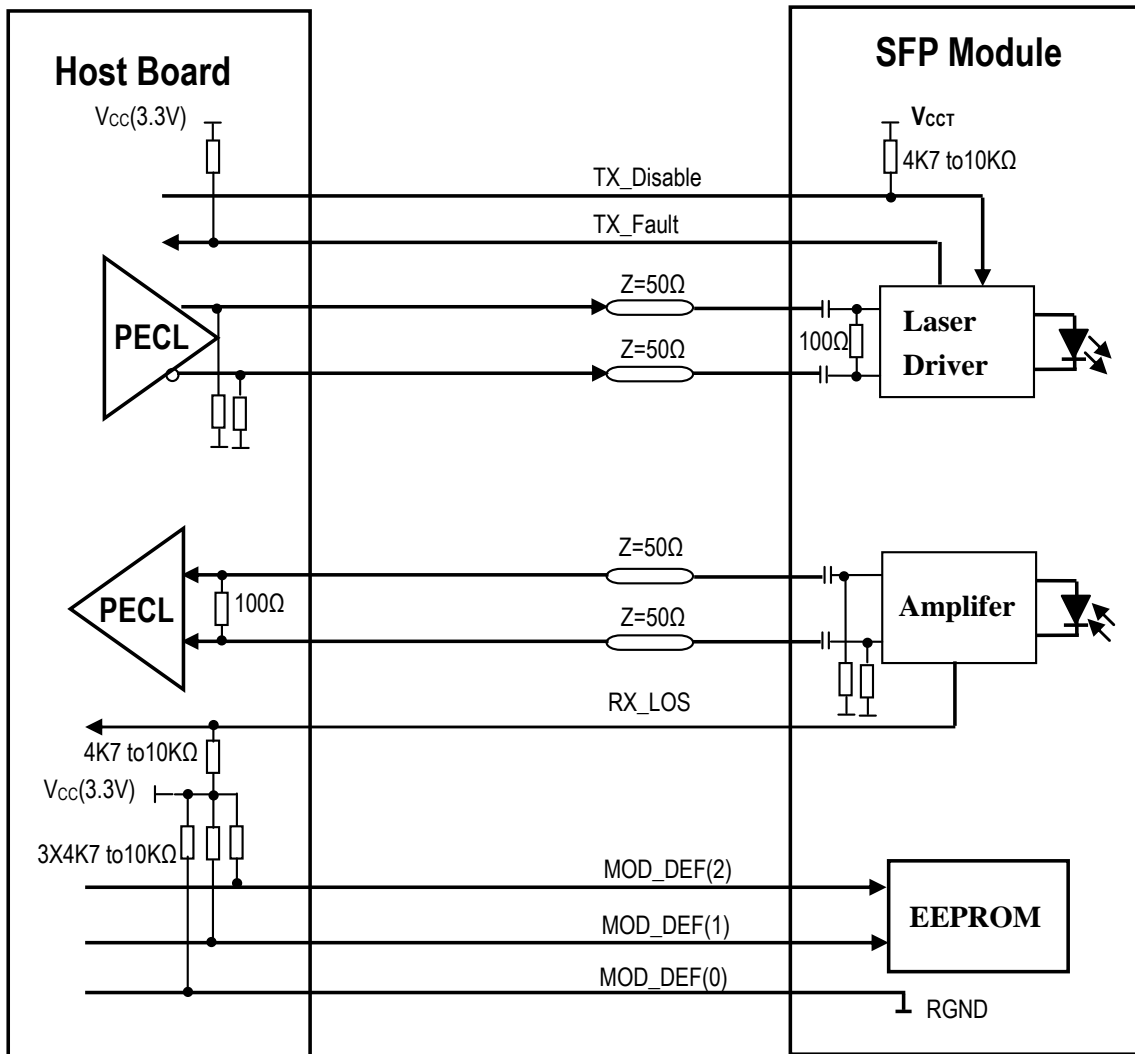 Host Board
SFP Module
VCC(3.3V)
VCCT
4K7 to10KΩ
TX_Disable
TX_Fault
Z=50Ω
PECL
100Ω
Laser
Driver
Z=50Ω
Z=50Ω
PECL
100Ω
Amplifer
Z=50Ω
RX_LOS
4K7 to10KΩ
VCC(3.3V)
3X4K7 to10KΩ
MOD_DEF(2)
EEPROM
MOD_DEF(1)
MOD_DEF(0)
RGND